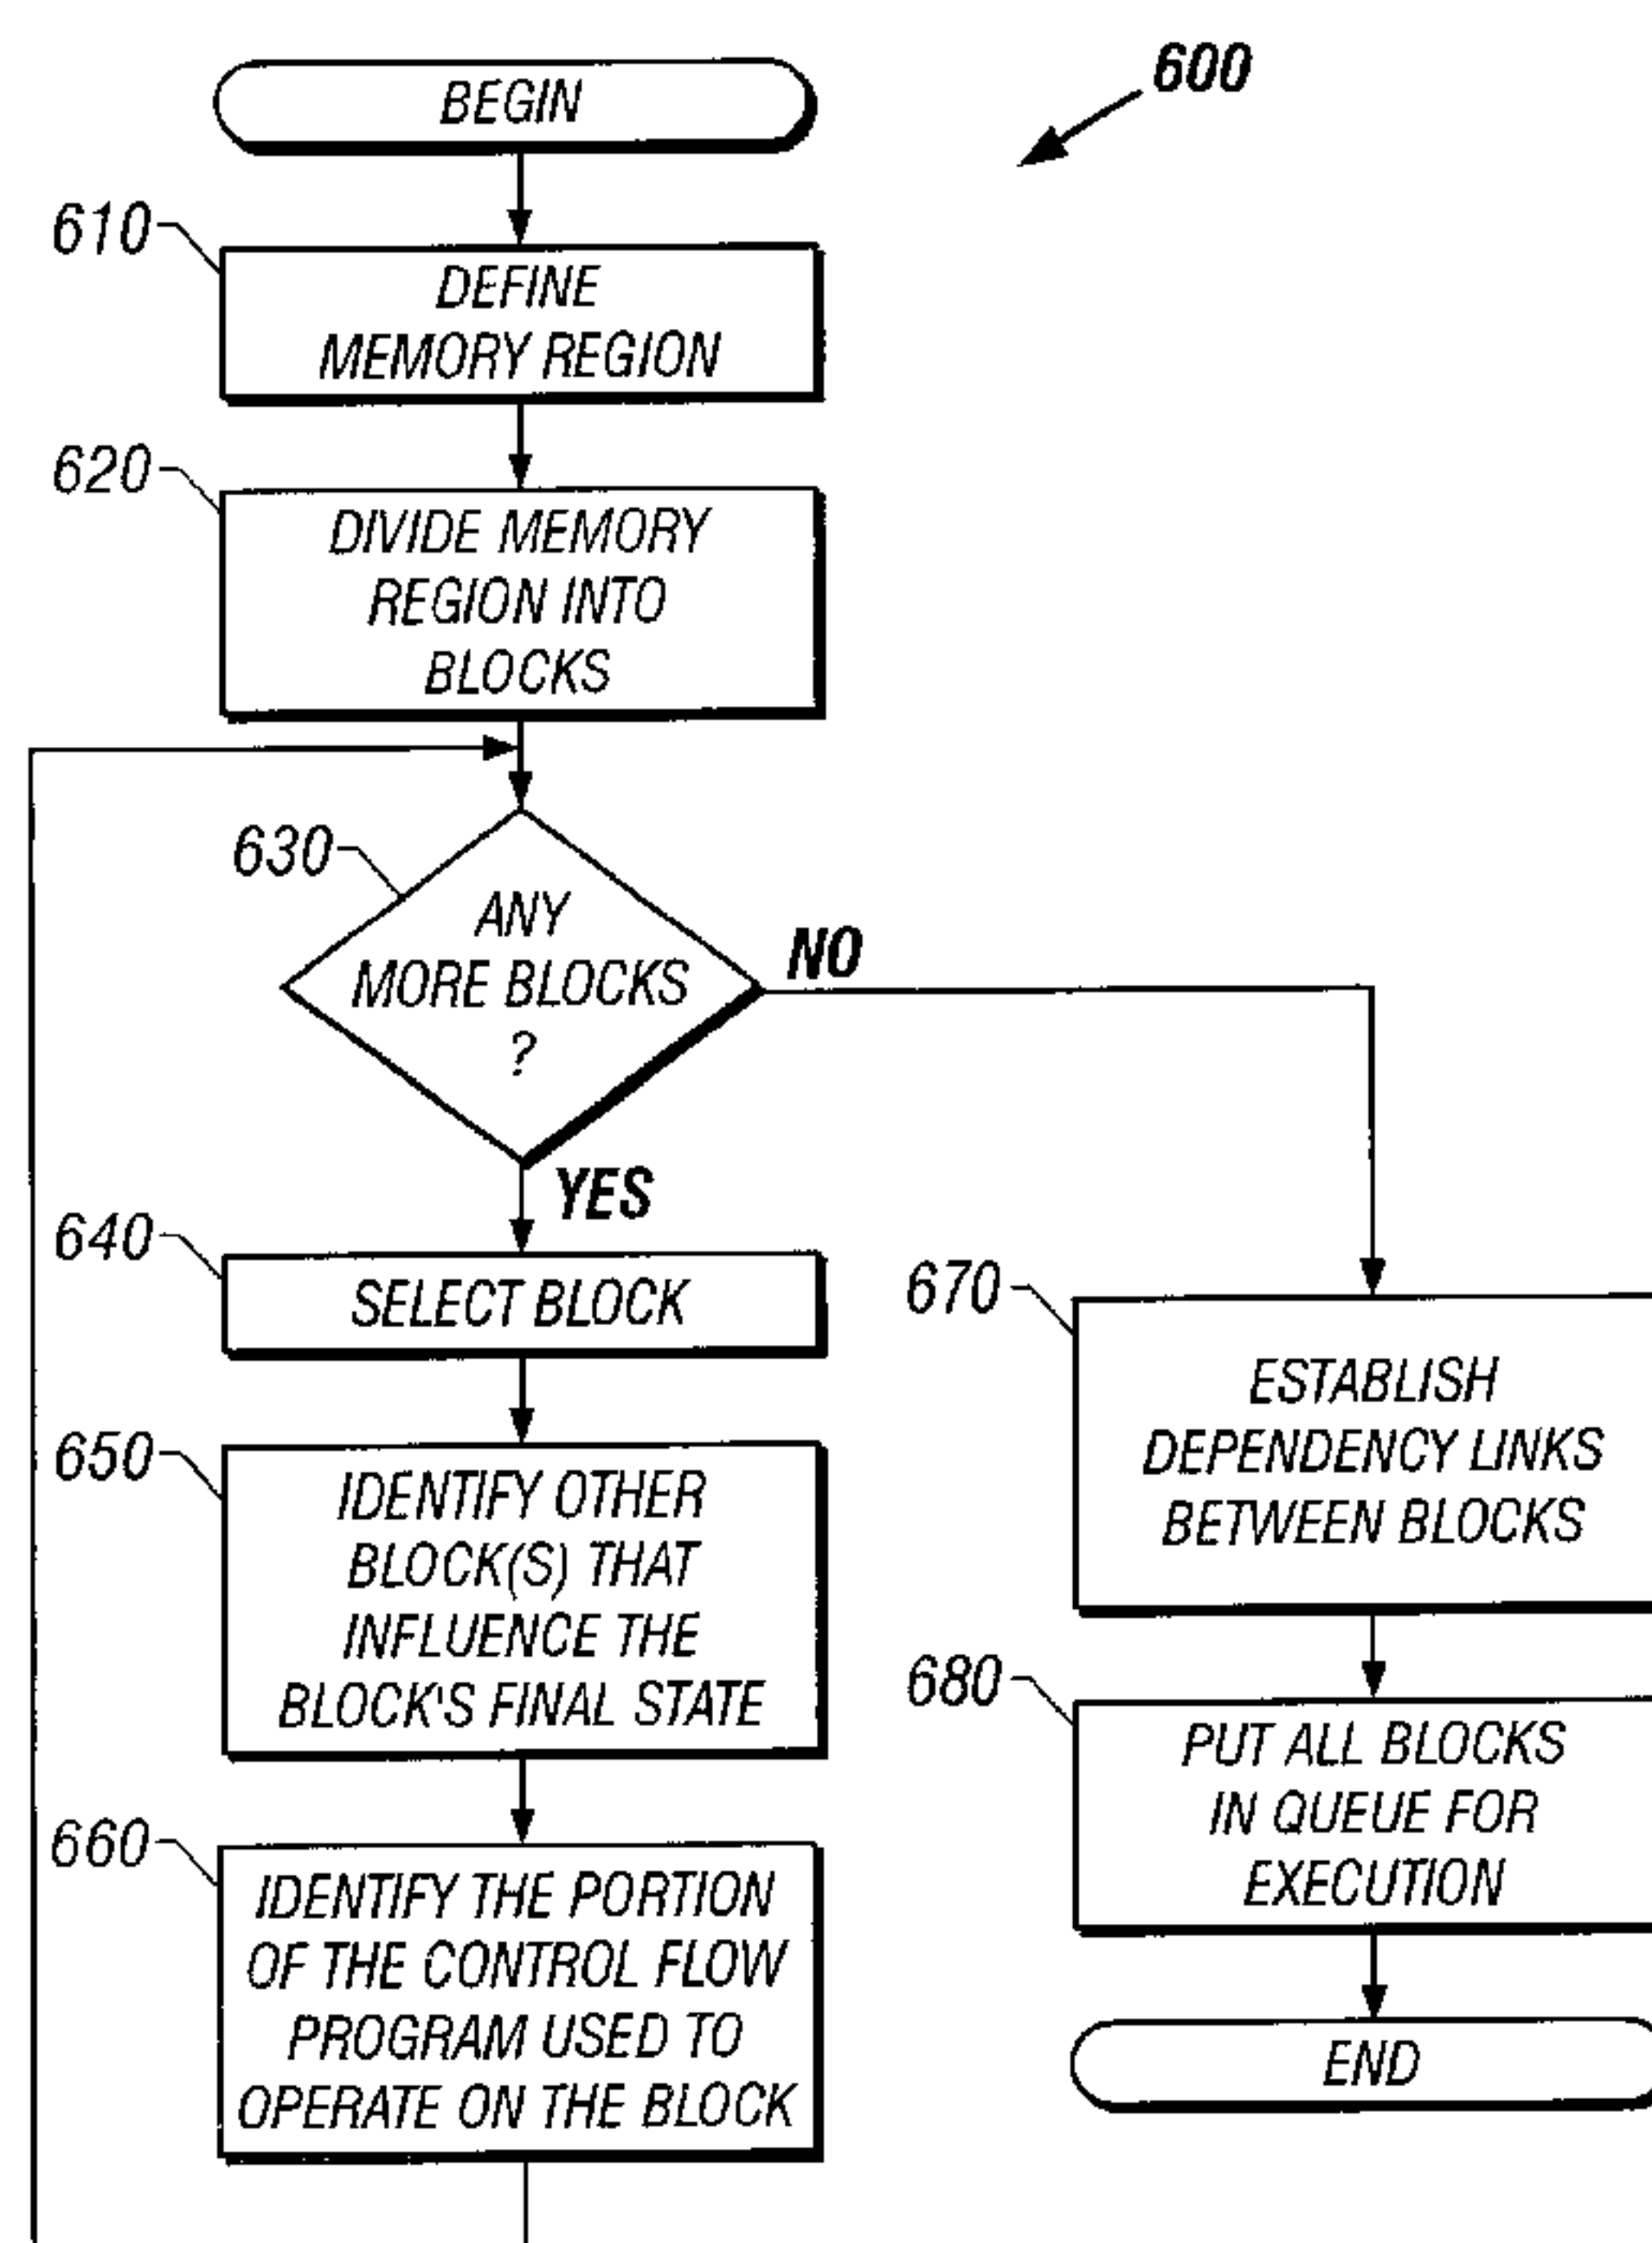 600
BEGIN
610
DEFINE
MEMORY REGION
620
DIVIDE MEMORY
REGION INTO
BLOCKS
630
ANY
MORE BLOCKS
?
NO
YES
640
SELECT BLOCK
650
IDENTIFY OTHER
BLOCK(S) THAT
INFLUENCE THE
BLOCK'S FINAL STATE
660
IDENTIFY THE PORTION
OF THE CONTROL FLOW
PROGRAM USED TO
OPERATE ON THE BLOCK
670
ESTABLISH
DEPENDENCY LINKS
BETWEEN BLOCKS
680
PUT ALL BLOCKS
IN QUEUE FOR
EXECUTION
END